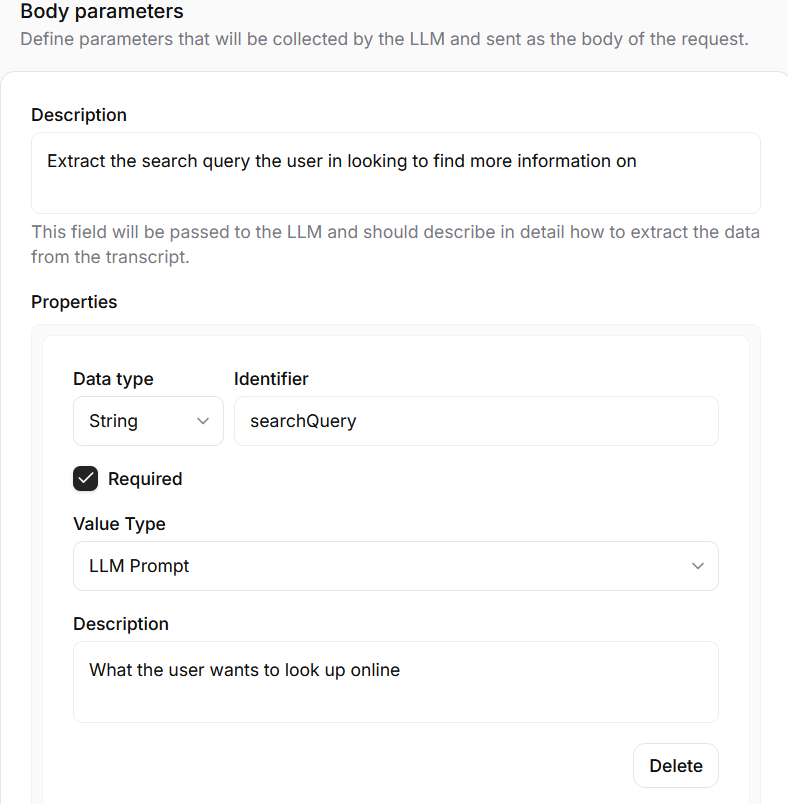 Body parameters
Define parameters that will be collected by the LLM and sent as the body of the request.
Description
Extract the search query the user in looking to find more information on
This field will be passed to the LLM and should describe in detail how to extract the data
from the transcript.
Properties
Data type
Identifier
String
searchQuery
Required
Value Type
LLM Prompt
Description
What the user wants to look up online
Delete